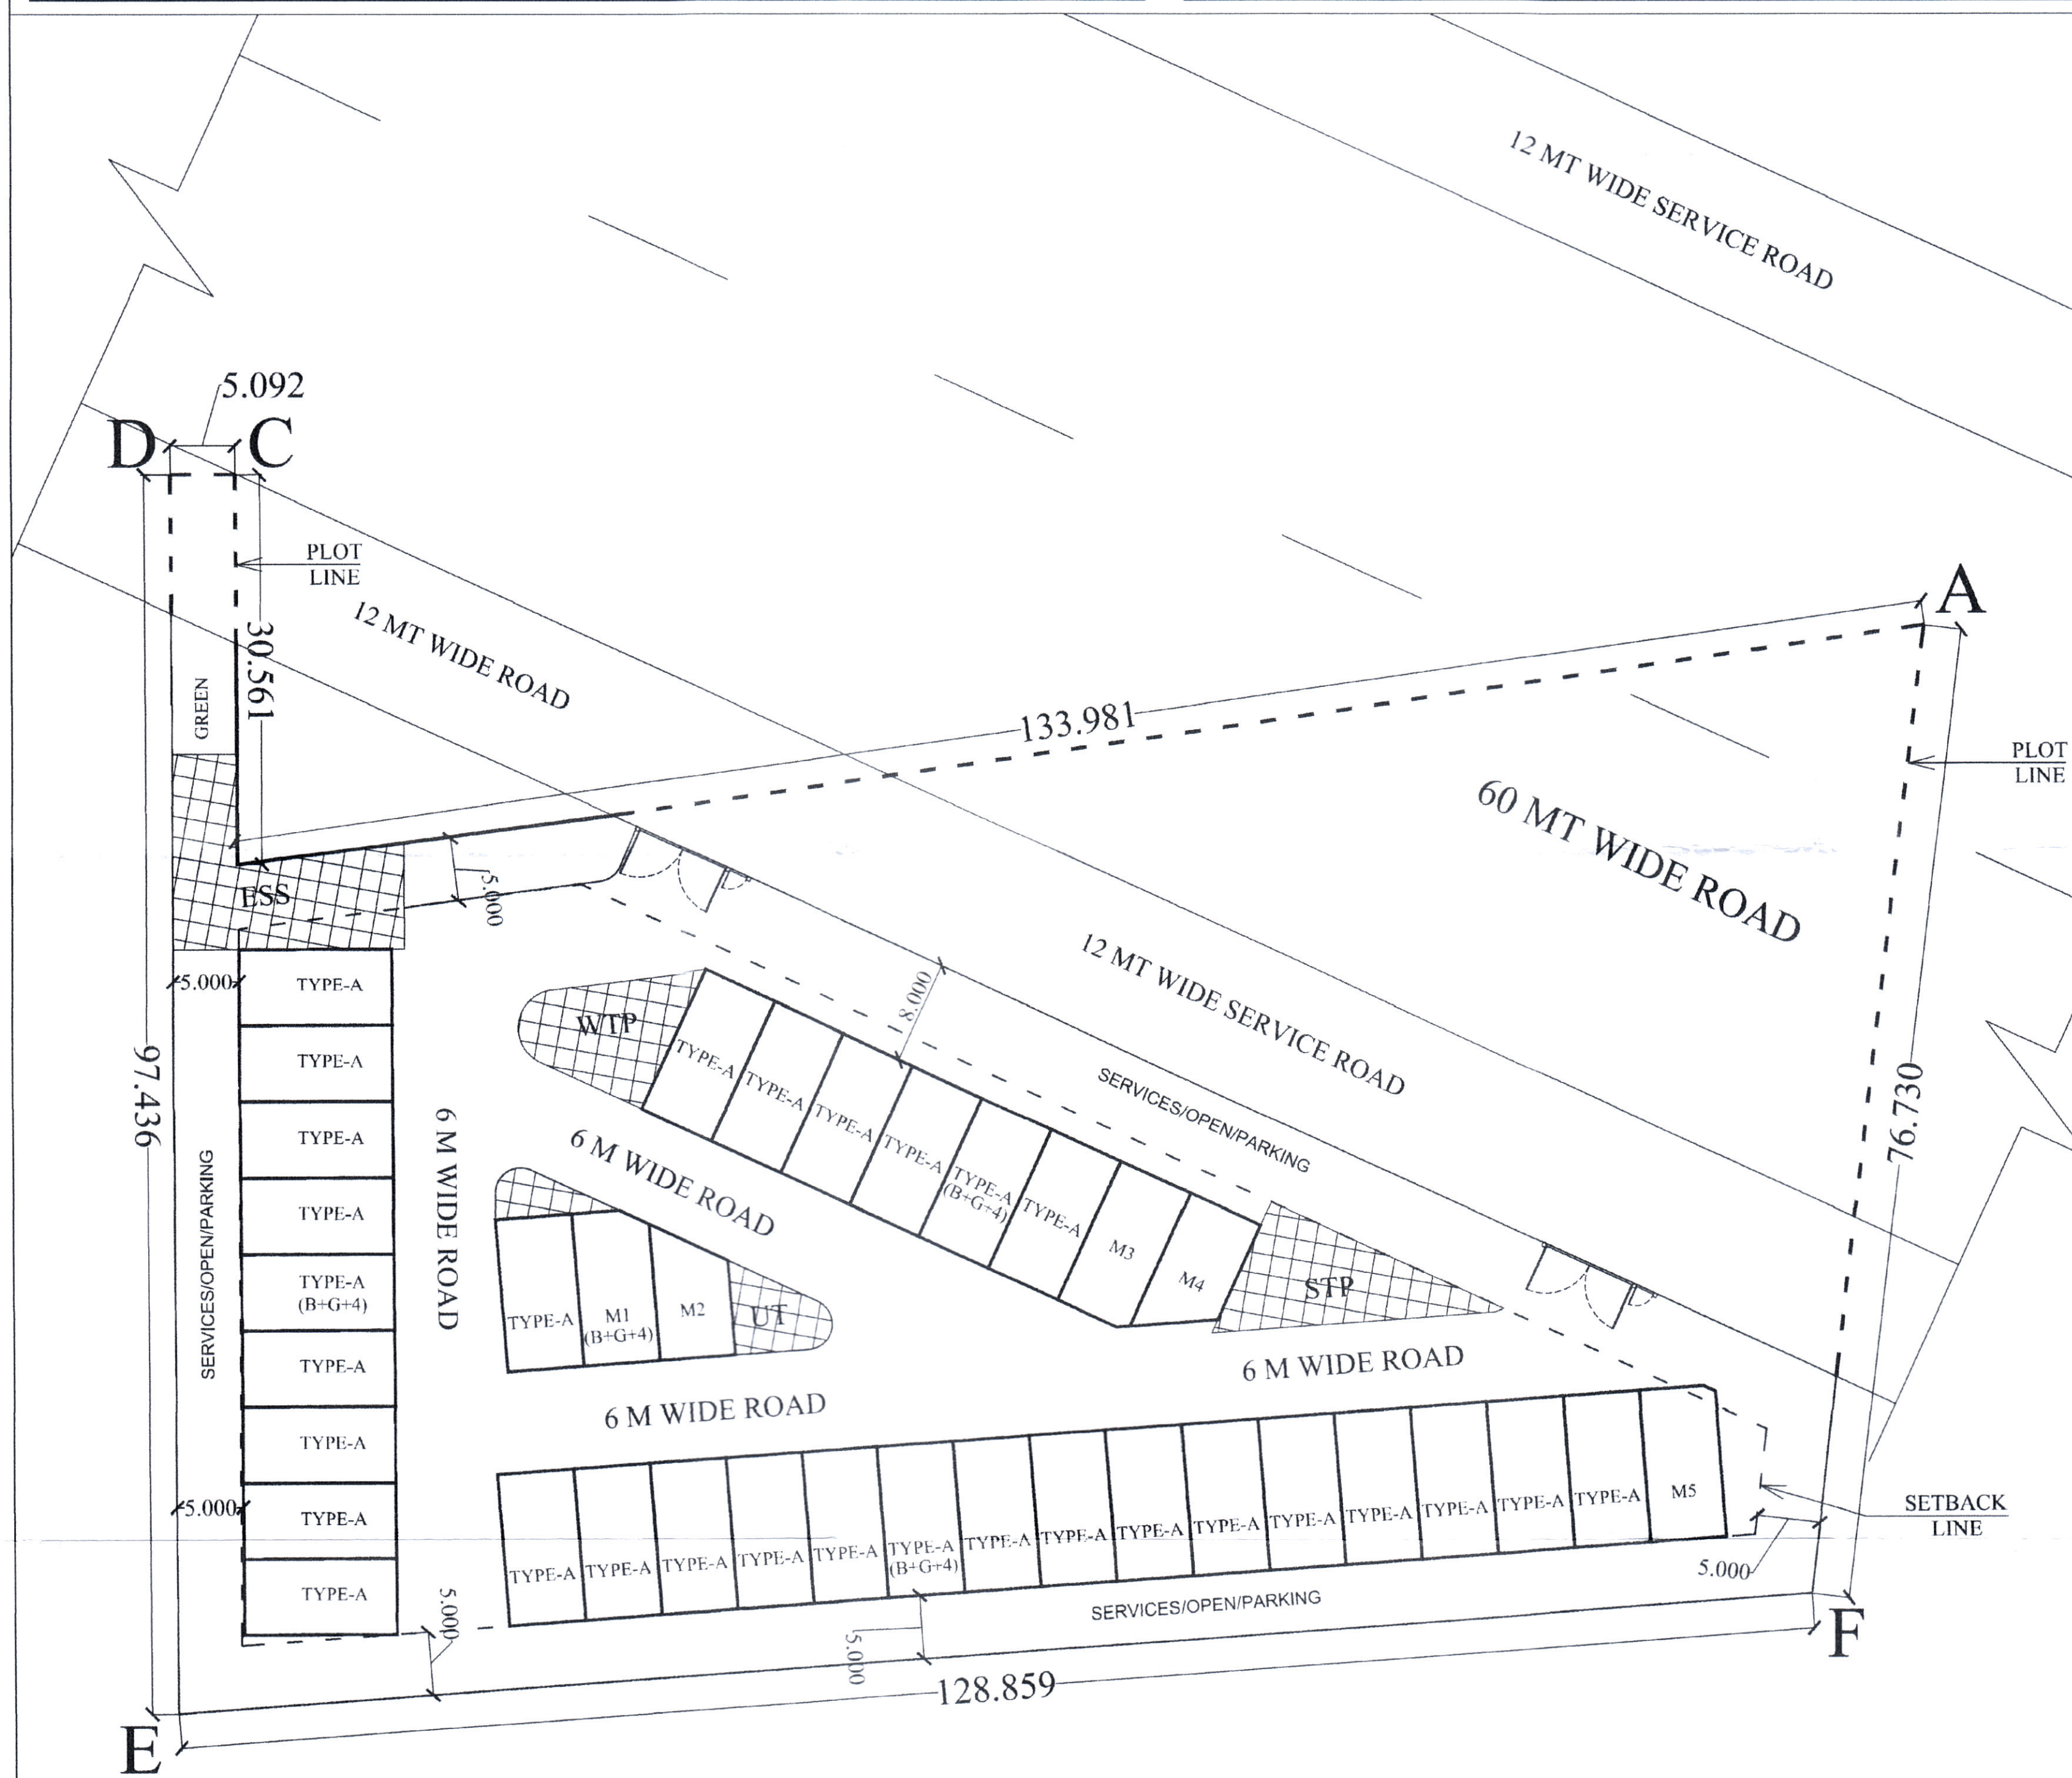 12 MT WIDE SERVICE ROAD
5.092
D
C
PLOT
LINE
A
12 MT WIDE ROAD
30.561
GREEN
133.981
PLOT
LINE
60 MT WIDE ROAD
ESS
5.000
12 MT WIDE SERVICE ROAD
8.000
5.000
TYPE-A
TYPE-A
TYPE-A
TYPE-A
TYPE-A
(B+G+4)
TYPE-A
TYPE-A
TYPE-A
TYPE-A
97.436
SERVICES/OPEN/PARKING
6 M WIDE ROAD
WTP
TYPE-A
TYPE-A
TYPE-A
TYPE-A
TYPE-A
(B+G+4)
TYPE-A
M3
M4
STP
SERVICES/OPEN/PARKING
76.730
6 M WIDE ROAD
TYPE-A
M1
(B+G+4)
M2
UT
6 M WIDE ROAD
6 M WIDE ROAD
5.000
TYPE-A
TYPE-A
TYPE-A
TYPE-A
TYPE-A
TYPE-A
(B+G+4)
TYPE-A
TYPE-A
TYPE-A
TYPE-A
TYPE-A
TYPE-A
TYPE-A
TYPE-A
TYPE-A
M5
SETBACK
LINE
5.000
5.000
5.000
SERVICES/OPEN/PARKING
F
128.859
E